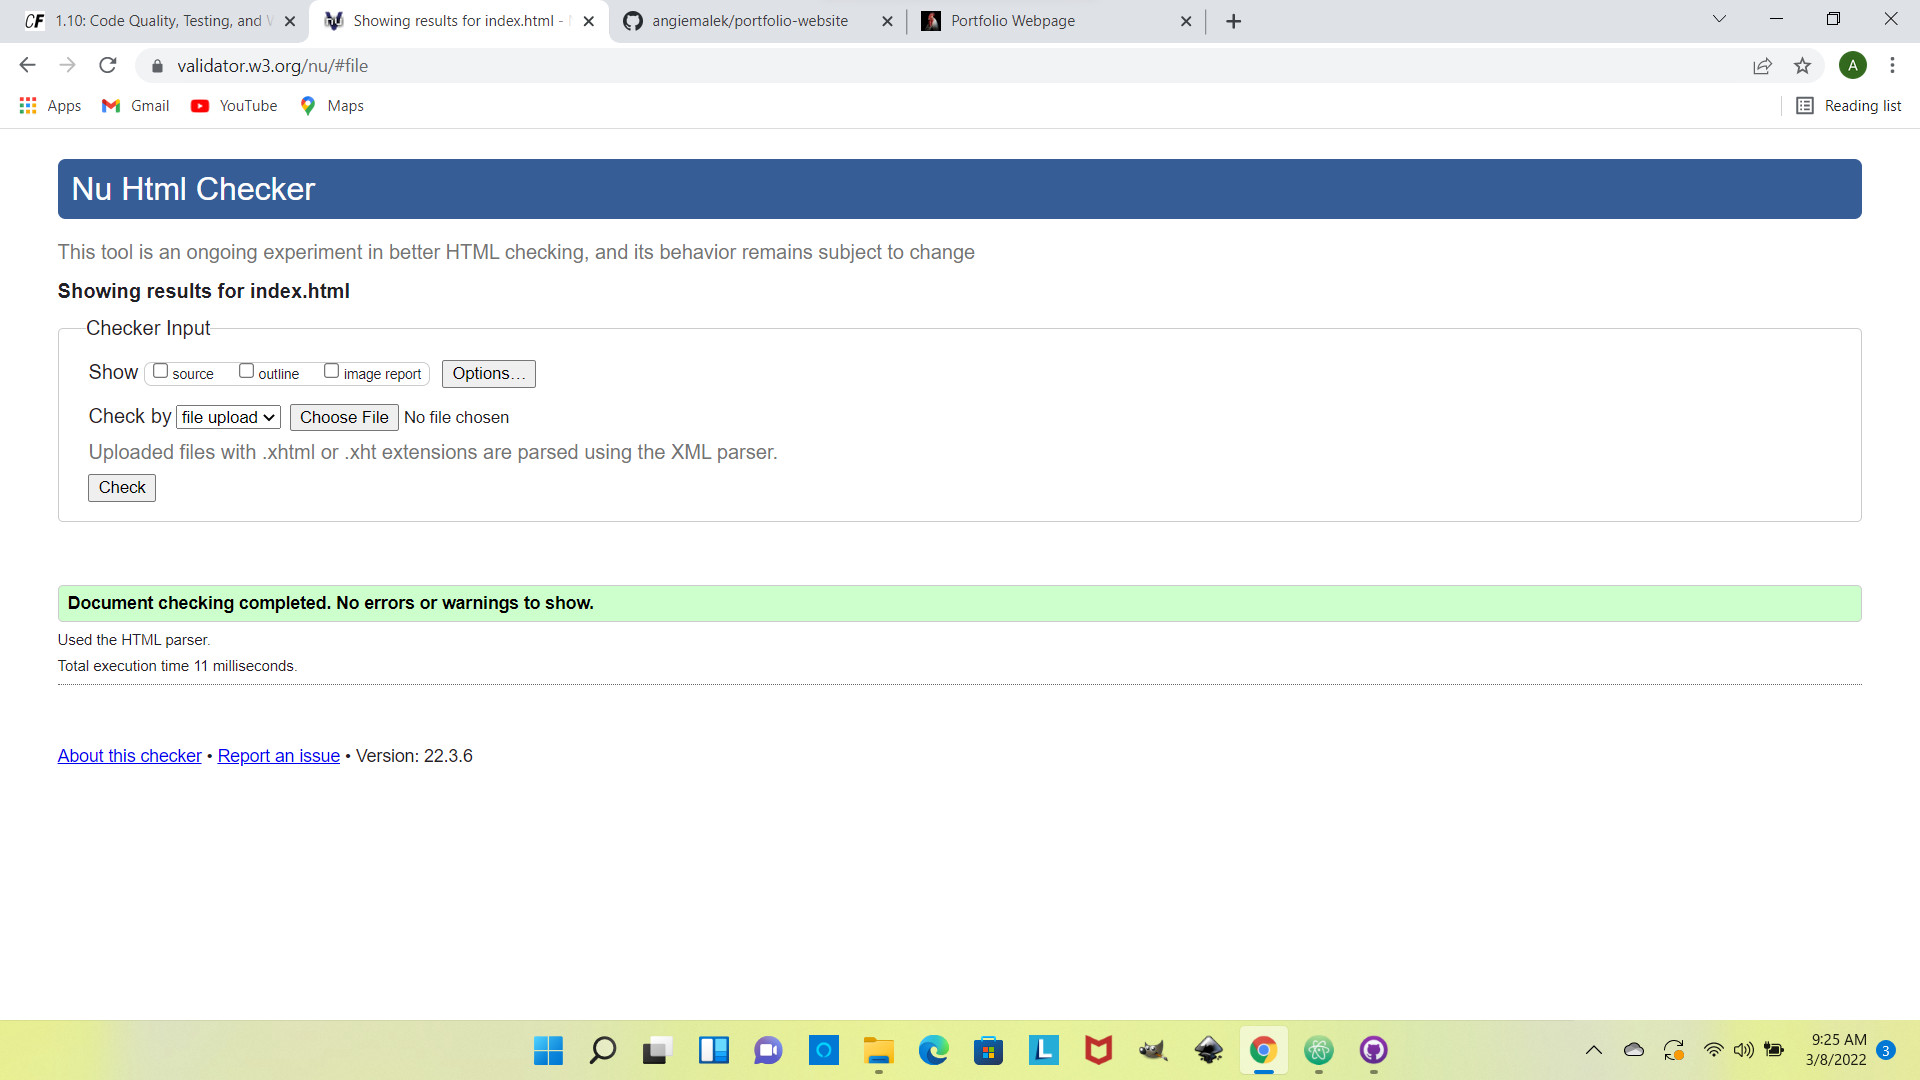 CF 1.10: Code Quality, Testing, and
Showing results for index.html -
angiemalek/portfolio-website
Portfolio Webpage
validator.w3.org/nu/#file
A
Apps
Gmail
YouTube
Maps
Reading list
Nu Html Checker
This tool is an ongoing experiment in better HTML checking, and its behavior remains subject to change
Showing results for index.html
Checker Input
Show source outline image report Options...
Check by file upload Choose File No file chosen
Uploaded files with .xhtml or .xht extensions are parsed using the XML parser.
Check
Document checking completed. No errors or warnings to show.
Used the HTML parser.
Total execution time 11 milliseconds.
About this checker • Report an issue • Version: 22.3.6
L
9:25 AM
3/8/2022
3